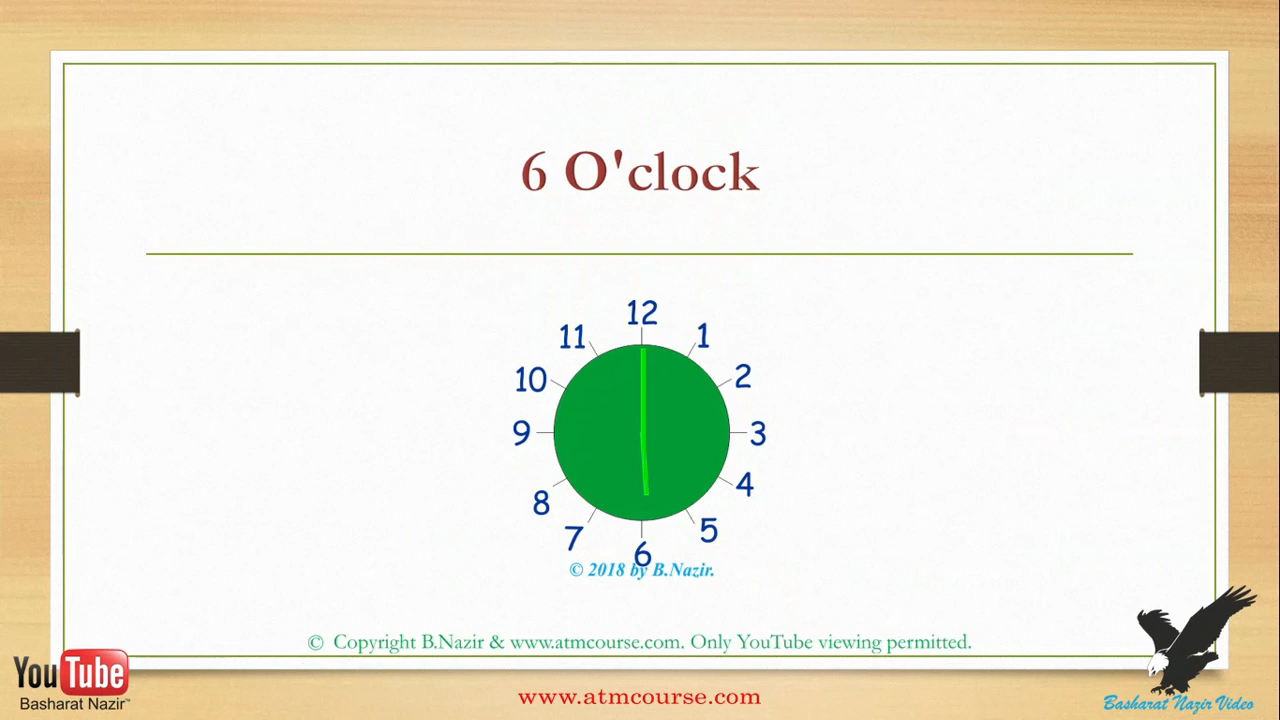 6 O'clock
12
11
1
10
2
9
3
8
4
7
5
6
© 2018 by B.Nazir.
© Copyright B.Nazir & www.atmcourse.com. Only YouTube viewing permitted.
YouTube
Basharat Nazir™
www.atmcourse.com
Basharat Nazir Video